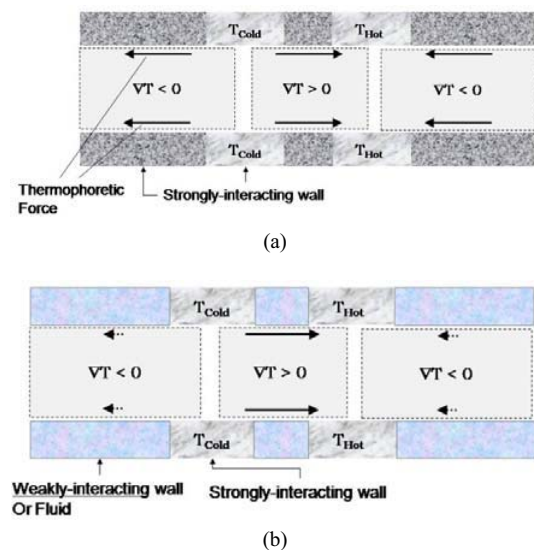 T_Cold T_Hot
∇T < 0 ∇T > 0 ∇T < 0
T_Cold T_Hot
Thermophoretic
Force
Strongly-interacting wall
(a)
T_Cold T_Hot
∇T < 0 ∇T > 0 ∇T < 0
T_Cold T_Hot
Weakly-interacting wall
Or Fluid
Strongly-interacting wall
(b)